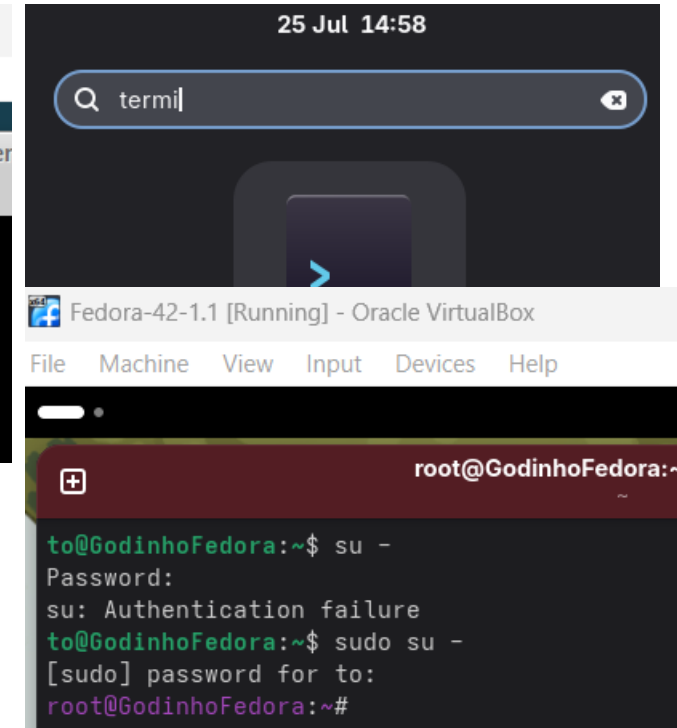 25 Jul 14:58
termi
Fedora-42-1.1 [Running] - Oracle VirtualBox
File Machine View Input Devices Help
root@GodinhoFedora:~
~
to@GodinhoFedora:~$ su -
Password:
su: Authentication failure
to@GodinhoFedora:~$ sudo su -
[sudo] password for to:
root@GodinhoFedora:~#